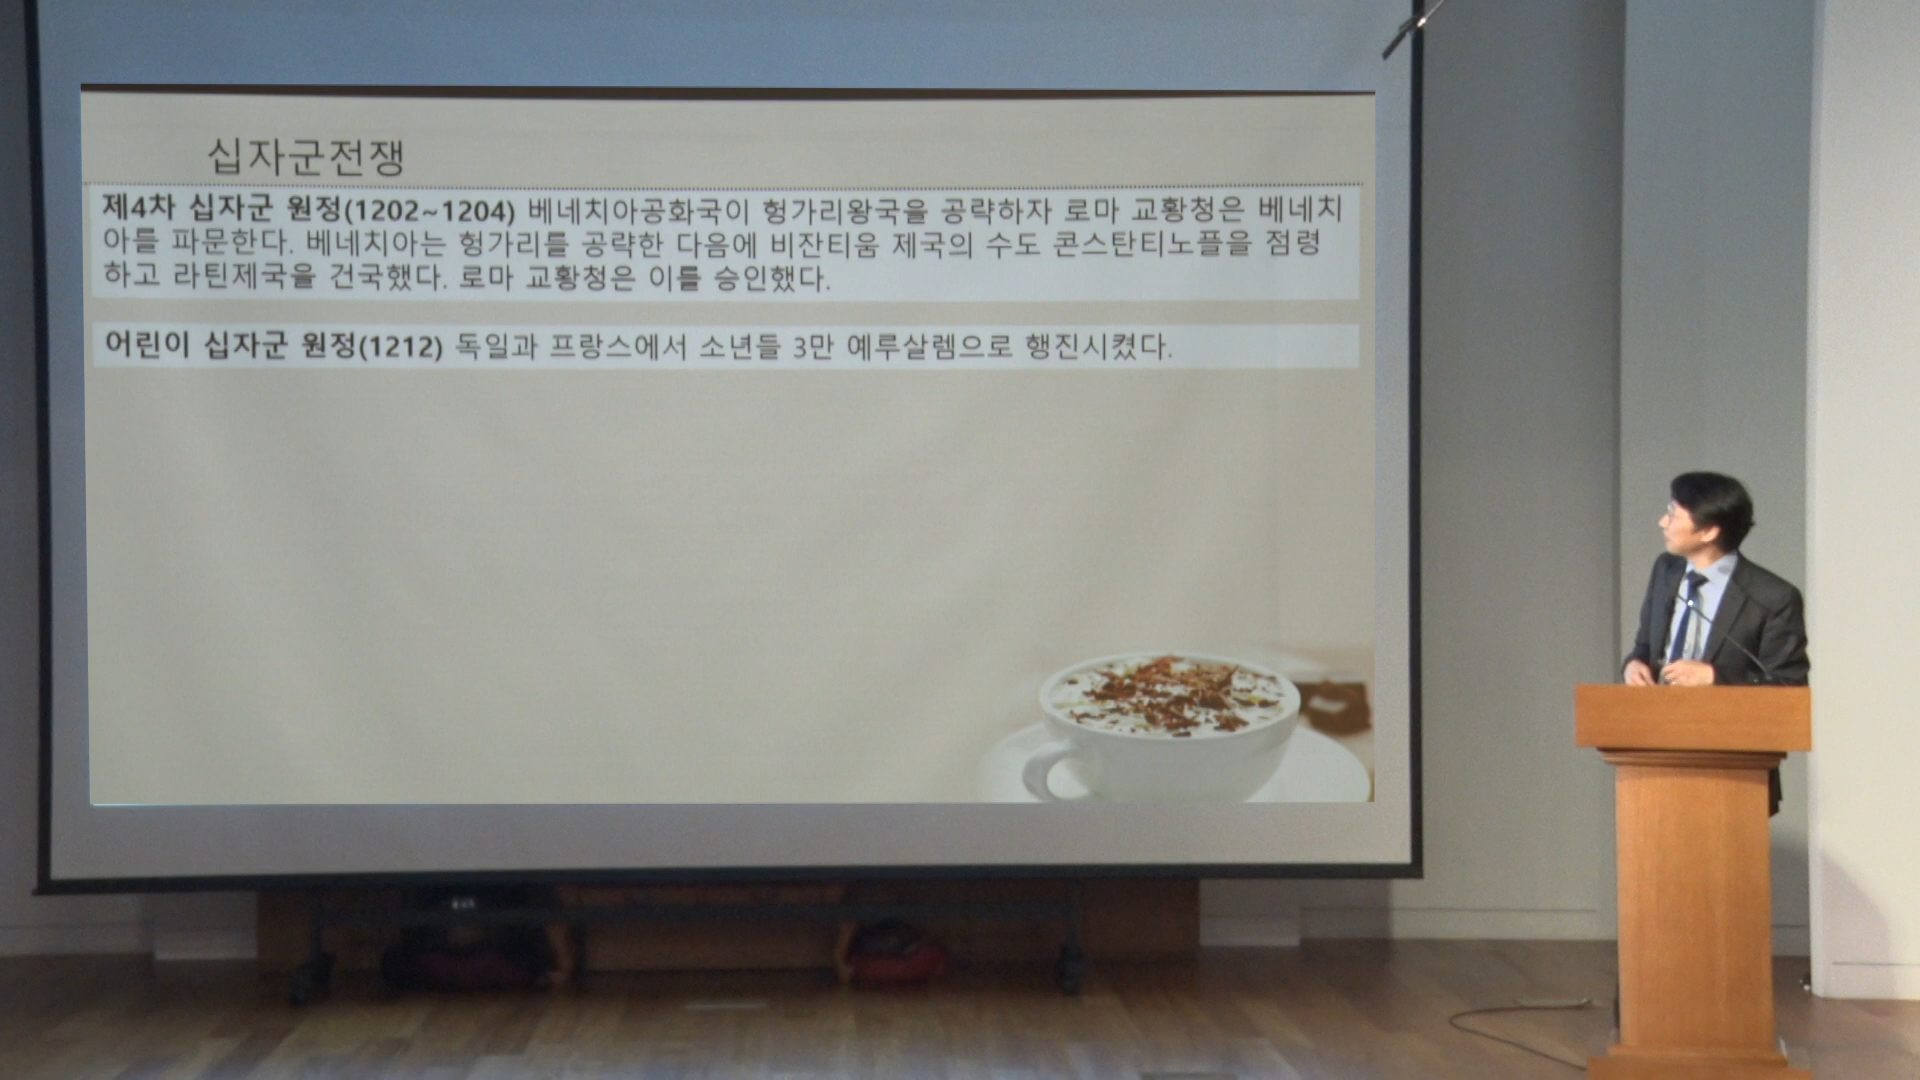 십자군전쟁
제4차 십자군 원정(1202~1204) 베네치아공화국이 헝가리왕국을 공략하자 로마 교황청은 베네치
아를 파문한다. 베네치아는 헝가리를 공략한 다음에 비잔티움 제국의 수도 콘스탄티노플을 점령
하고 라틴제국을 건국했다. 로마 교황청은 이를 승인했다.
어린이 십자군 원정(1212) 독일과 프랑스에서 소년들 3만 예루살렘으로 행진시켰다.